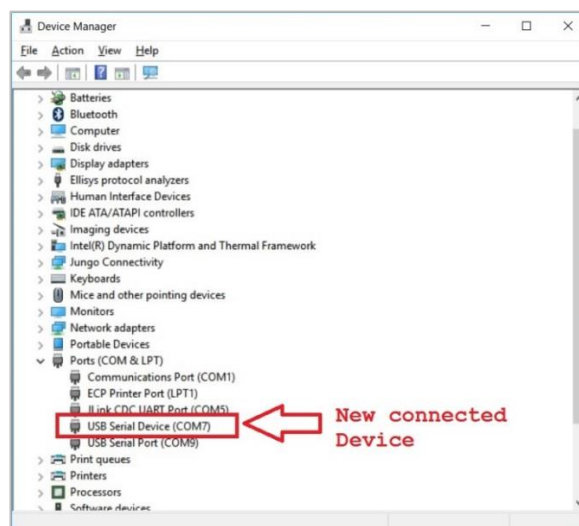 Device Manager
File Action View Help
Batteries
Bluetooth
Computer
Disk drives
Display adapters
Ellisys protocol analyzers
Human Interface Devices
IDE ATA/ATAPI controllers
Imaging devices
Intel(R) Dynamic Platform and Thermal Framework
Jungo Connectivity
Keyboards
Mice and other pointing devices
Monitors
Network adapters
Portable Devices
Ports (COM & LPT)
Communications Port (COM1)
ECP Printer Port (LPT1)
JLink CDC UART Port (COM5)
USB Serial Device (COM7)
USB Serial Port (COM9)
New connected
Device
Print queues
Printers
Processors
Software devices